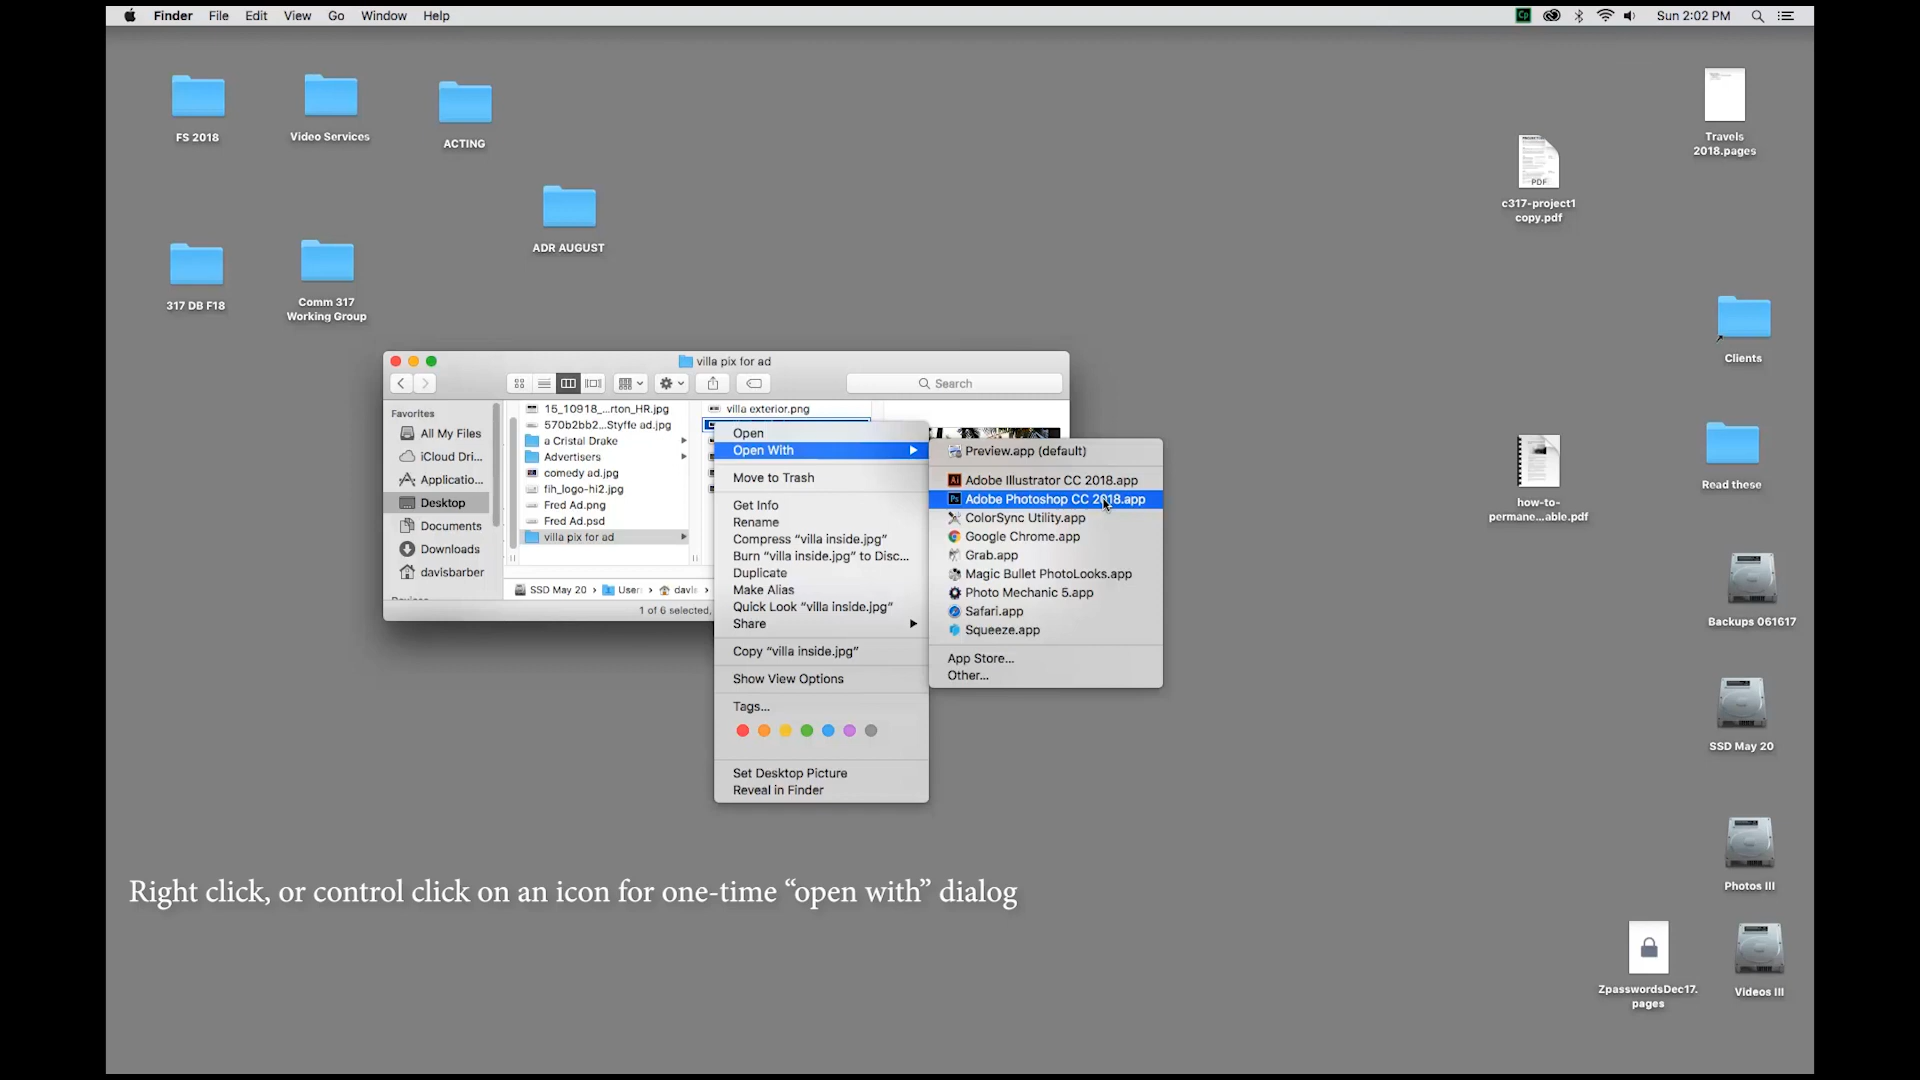 Finder File Edit View Go Window Help
Sun 2:02 PM
FS 2018
Video Services
ACTING
ADR AUGUST
317 DB F18
Comm 317
Working Group
Travels
2018.pages
PDF
c317-project1
copy.pdf
Clients
how-to-
permane...able.pdf
Read these
Backups 061617
SSD May 20
Photos III
ZpasswordsDec17.
pages
Videos III
villa pix for ad
Search
Favorites
All My Files
iCloud Dri...
Applicatio...
Desktop
Documents
Downloads
davisbarber
15_10918_...rton_HR.jpg
570b2bb2...Styffe ad.jpg
a Cristal Drake
Advertisers
comedy ad.jpg
fih_logo-hi2.jpg
Fred Ad.png
Fred Ad.psd
villa pix for ad
villa exterior.png
SSD May 20 › User › davis ›
1 of 6 selected,
Open
Open With
Move to Trash
Get Info
Rename
Compress “villa inside.jpg”
Burn “villa inside.jpg” to Disc...
Duplicate
Make Alias
Quick Look “villa inside.jpg”
Share
Copy “villa inside.jpg”
Show View Options
Tags...
Set Desktop Picture
Reveal in Finder
Preview.app (default)
Adobe Illustrator CC 2018.app
Adobe Photoshop CC 2018.app
ColorSync Utility.app
Google Chrome.app
Grab.app
Magic Bullet PhotoLooks.app
Photo Mechanic 5.app
Safari.app
Squeeze.app
App Store...
Other...
Right click, or control click on an icon for one-time “open with” dialog